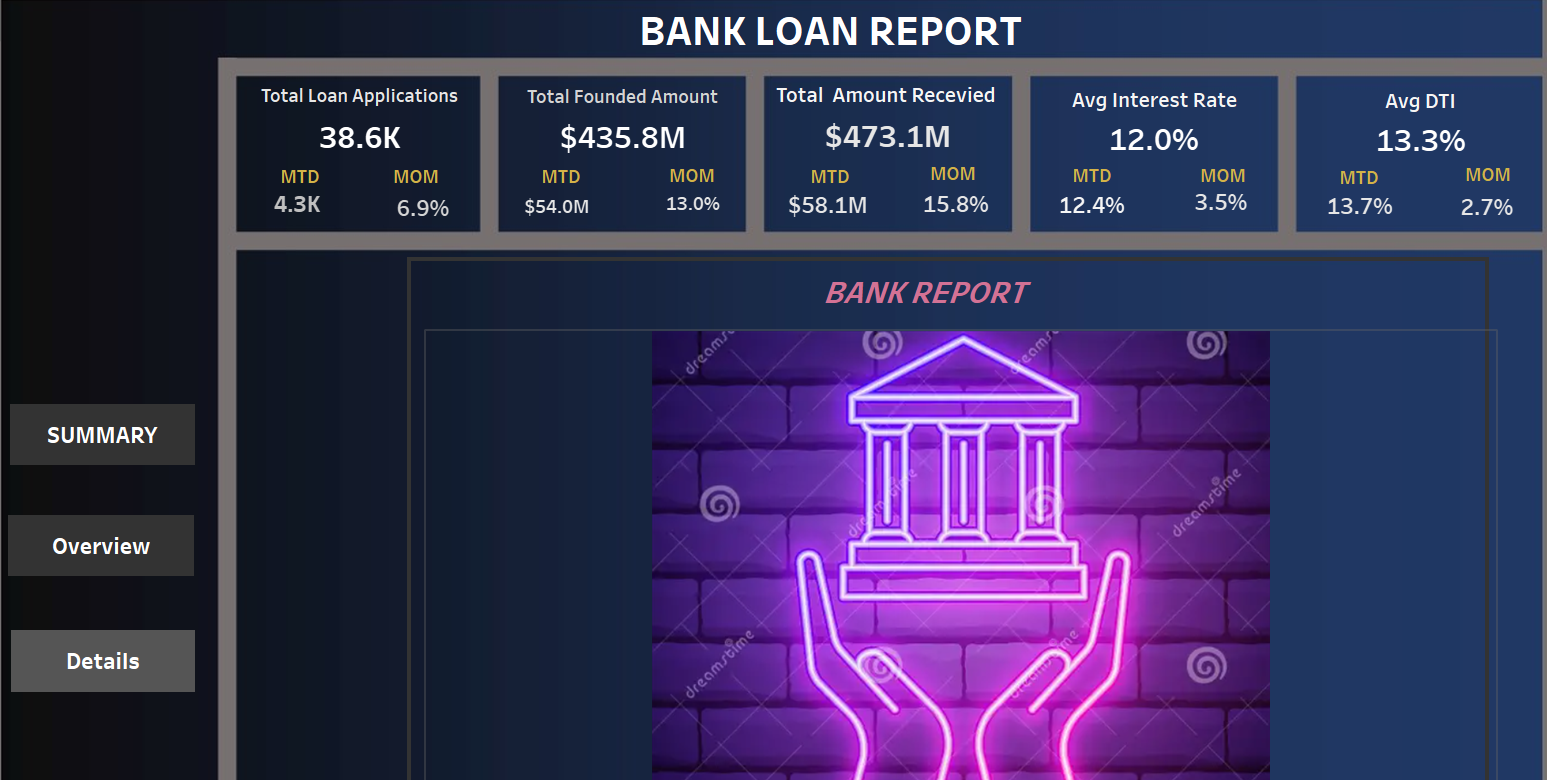 BANK LOAN REPORT
Total Loan Applications
38.6K
MTD MOM
4.3K 6.9%
Total Founded Amount
$435.8M
MTD MOM
$54.0M 13.0%
Total Amount Recevied
$473.1M
MTD MOM
$58.1M 15.8%
Avg Interest Rate
12.0%
MTD MOM
12.4% 3.5%
Avg DTI
13.3%
MTD MOM
13.7% 2.7%
SUMMARY
Overview
Details
BANK REPORT
dreamstime
dreamstime
dreamstime
dreamstime
dreamstime
dreamstime